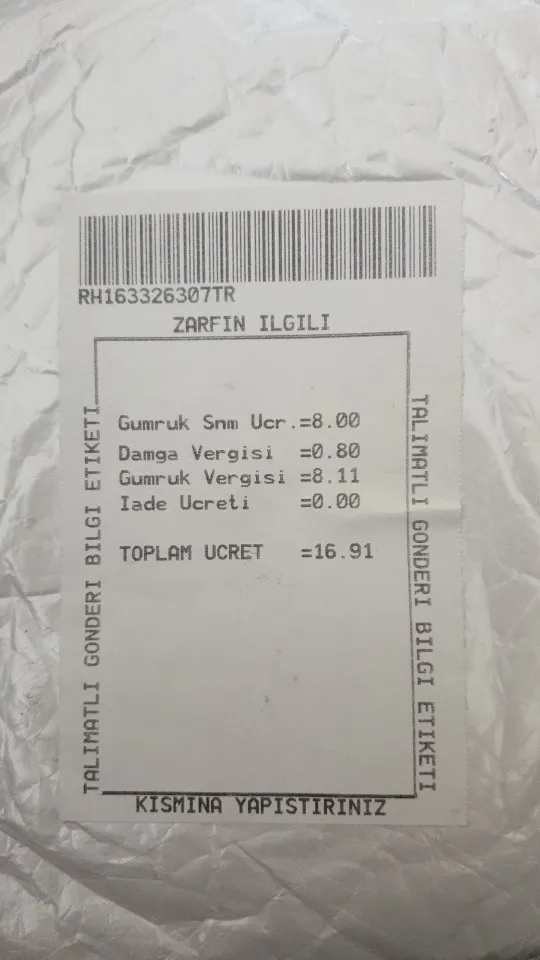 RH163326307TR
ZARFIN ILGILI
TALIMATLI GONDERI BILGI ETIKETI
Gumruk Snm Ucr.=8.00
Damga Vergisi =0.80
Gumruk Vergisi =8.11
Iade Ucreti =0.00
TOPLAM UCRET =16.91
TALIMATLI GONDERI BILGI ETIKETI
KISMINA YAPISTIRINIZ